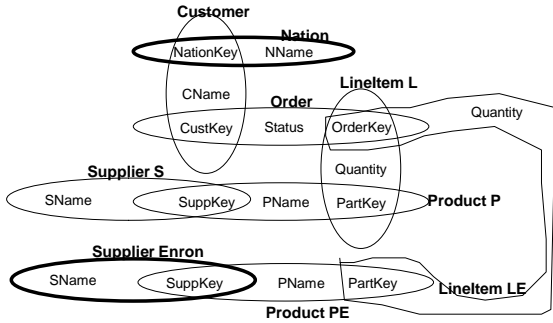 Customer
Nation
NationKey NName
LineItem L
CName
Order
Quantity
CustKey Status OrderKey
Supplier S
Quantity
SName SuppKey PName PartKey Product P
Supplier Enron
SName SuppKey PName PartKey LineItem LE
Product PE